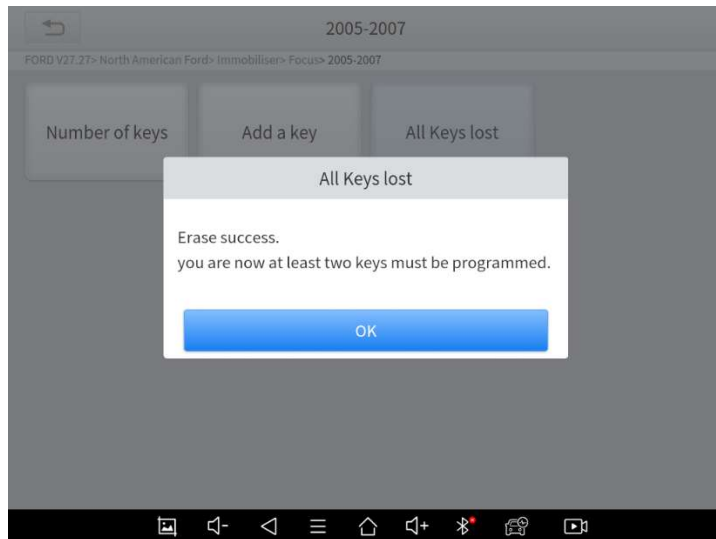 2005-2007
FORD V27.27> North American Ford> Immobiliser> Focus> 2005-2007
Number of keys
Add a key
All Keys lost
All Keys lost
Erase success.
you are now at least two keys must be programmed.
OK